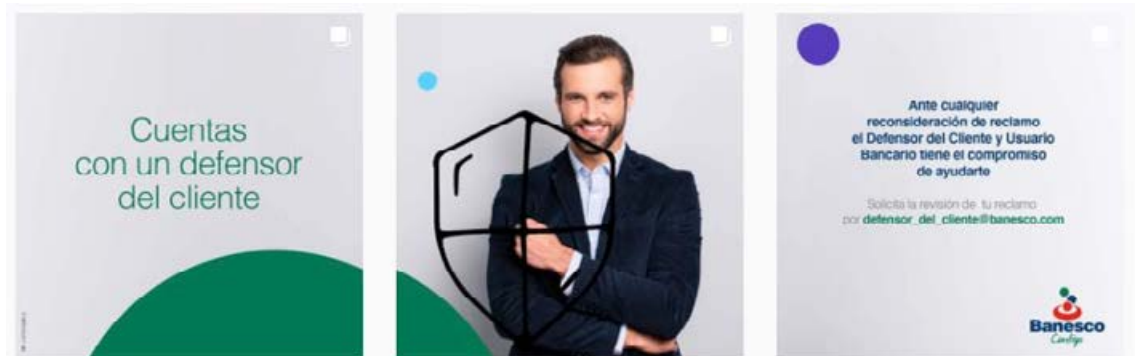 Cuentas
con un defensor
del cliente
Ante cualquier
reconsideración de reclamo
el Defensor del Cliente y Usuario
Bancario tiene el compromiso
de ayudarte
Solicita la revisión de tu reclamo
por defensor_del_cliente@banesco.com
Banesco
Contigo